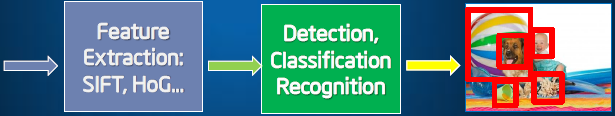 Feature
Extraction:
SIFT, HoG...
Detection,
Classification
Recognition